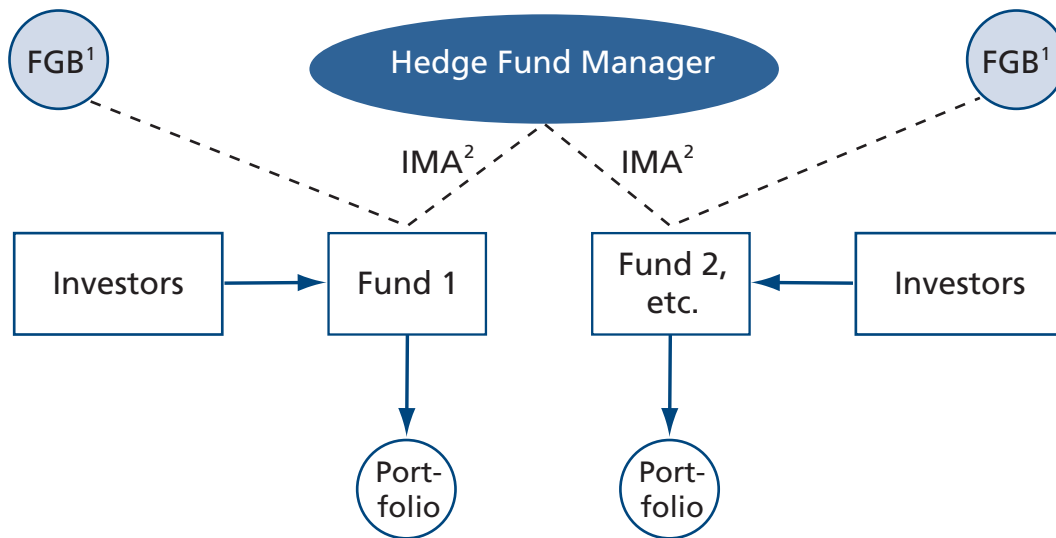 FGB¹
Hedge Fund Manager
FGB¹
IMA²
IMA²
Investors
Fund 1
Fund 2,
etc.
Investors
Port-
folio
Port-
folio